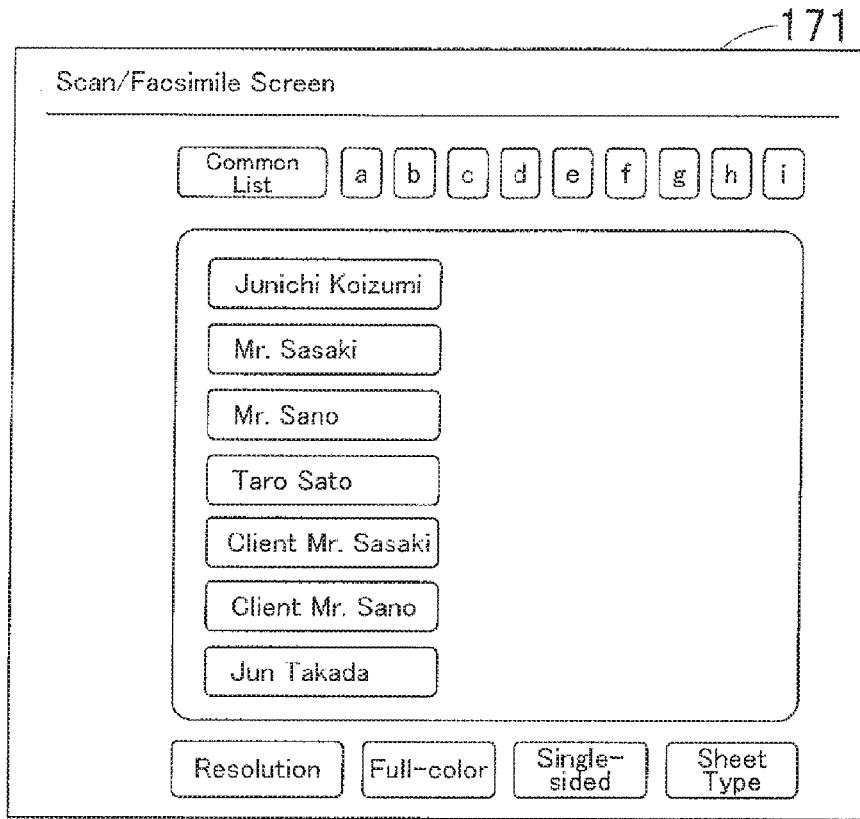 171
Scan/Facsimile Screen
Common
List
a b c d e f g h i
Junichi Koizumi
Mr. Sasaki
Mr. Sano
Taro Sato
Client Mr. Sasaki
Client Mr. Sano
Jun Takada
Resolution
Full-color
Single-
sided
Sheet
Type